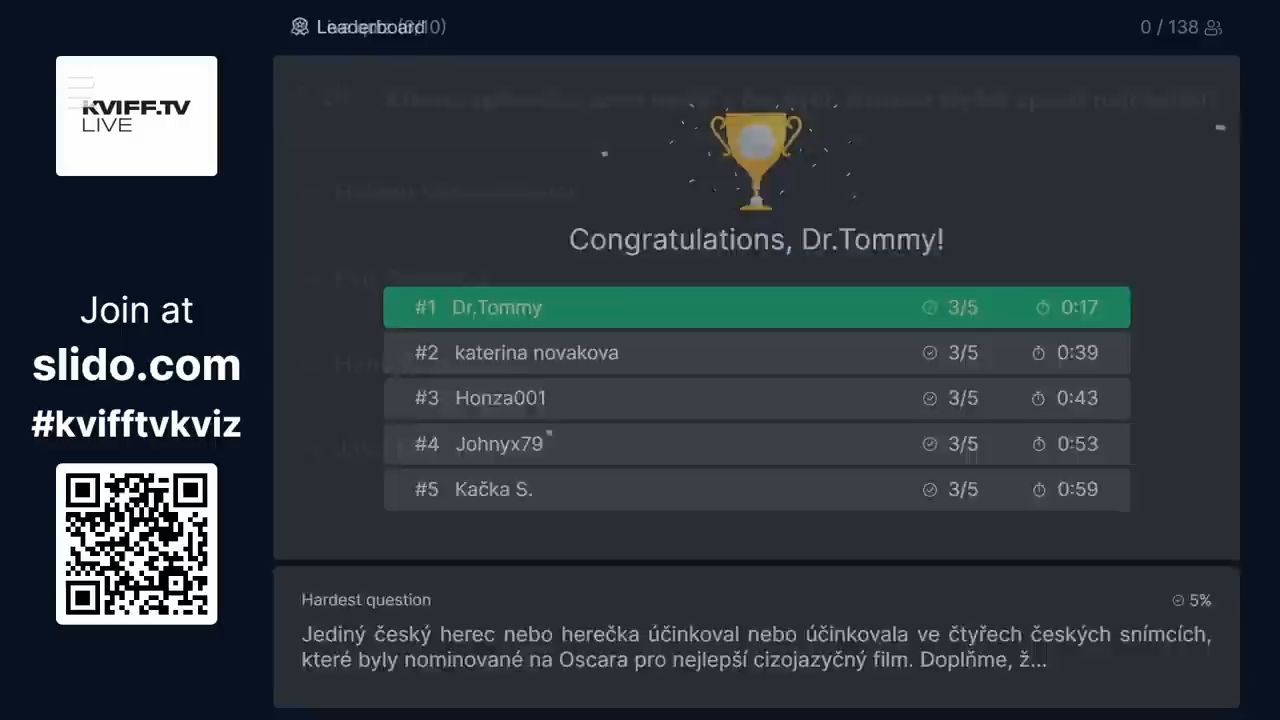 Leaderboard
0 / 138
KVIFF.TV
LIVE
Congratulations, Dr.Tommy!
#1 Dr.Tommy 3/5 0:17
#2 katerina novakova 3/5 0:39
#3 Honza001 3/5 0:43
#4 Johnyx79 3/5 0:53
#5 Kačka S. 3/5 0:59
Join at
slido.com
#kvifftvkviz
Hardest question 5%
Jediný český herec nebo herečka účinkoval nebo účinkovala ve čtyřech českých snímcích,
které byly nominované na Oscara pro nejlepší cizojazyčný film. Doplňme, ž...